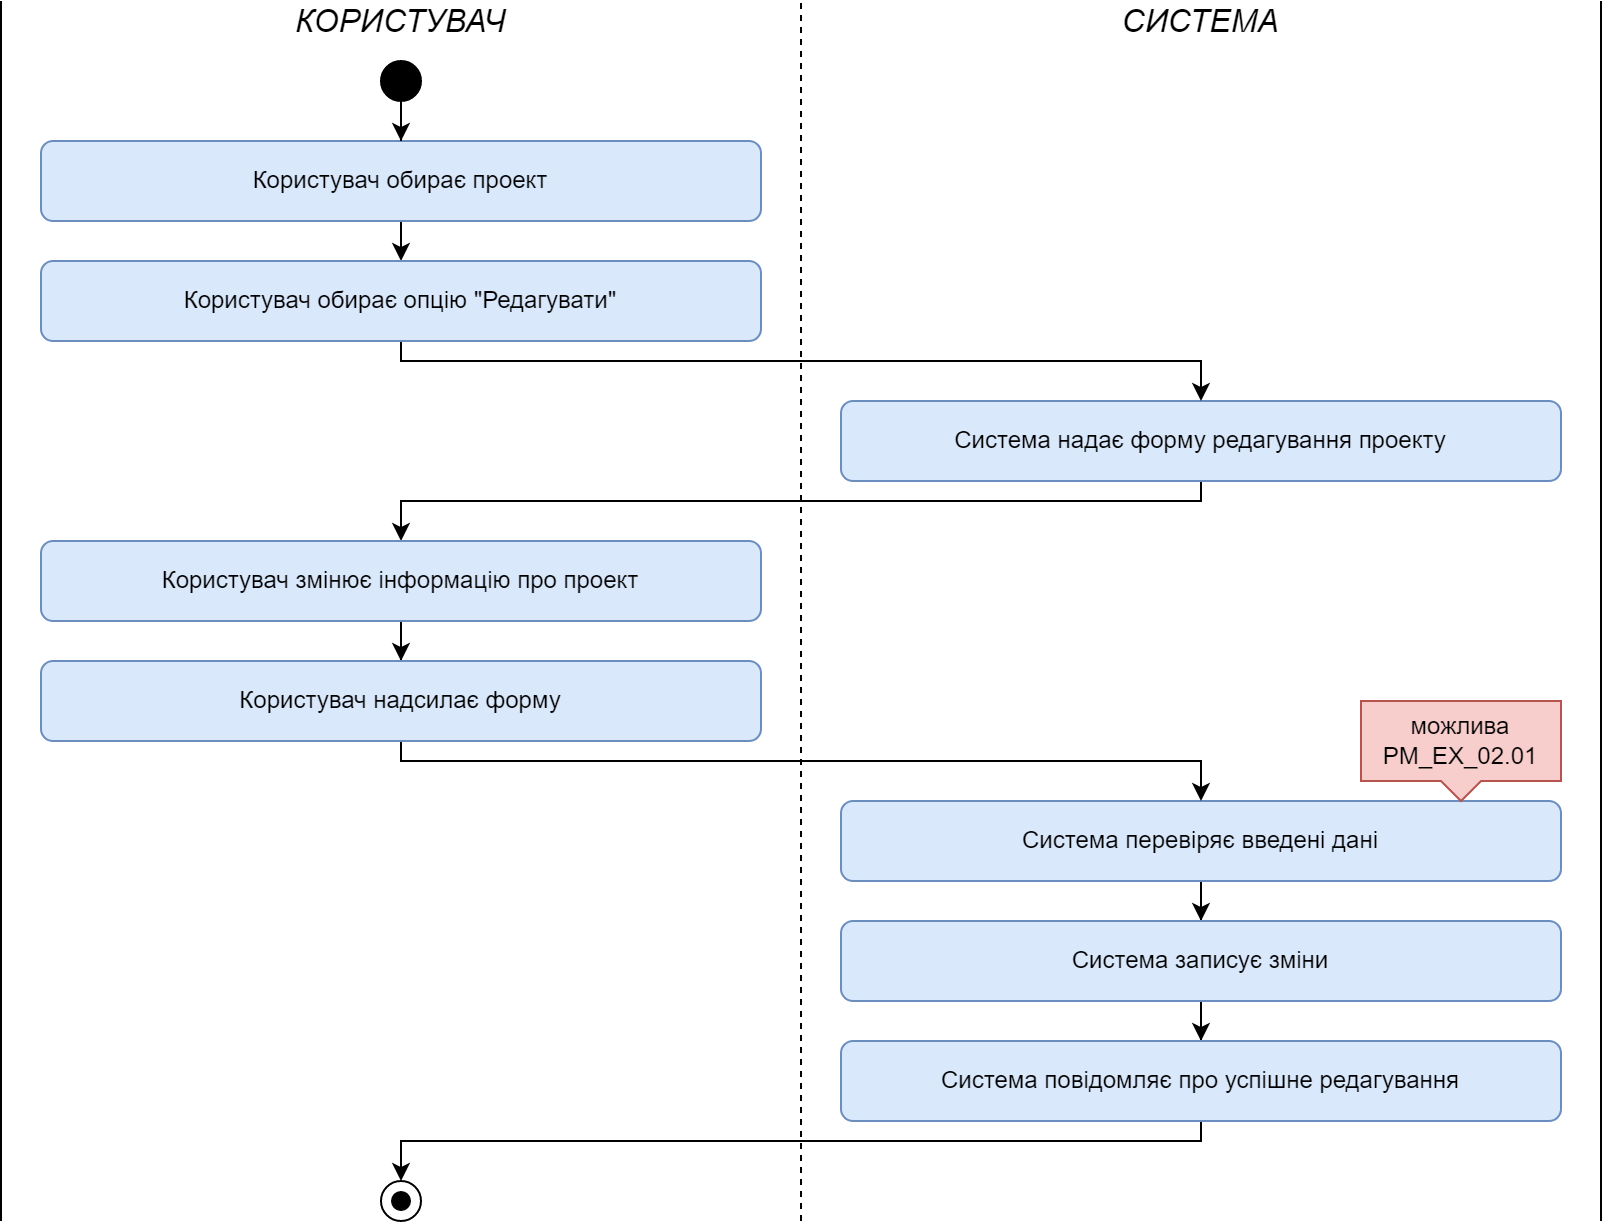 КОРИСТУВАЧ
СИСТЕМА
Користувач обирає проект
Користувач обирає опцію "Редагувати"
Система надає форму редагування проекту
Користувач змінює інформацію про проект
Користувач надсилає форму
можлива
PM_EX_02.01
Система перевіряє введені дані
Система записує зміни
Система повідомляє про успішне редагування